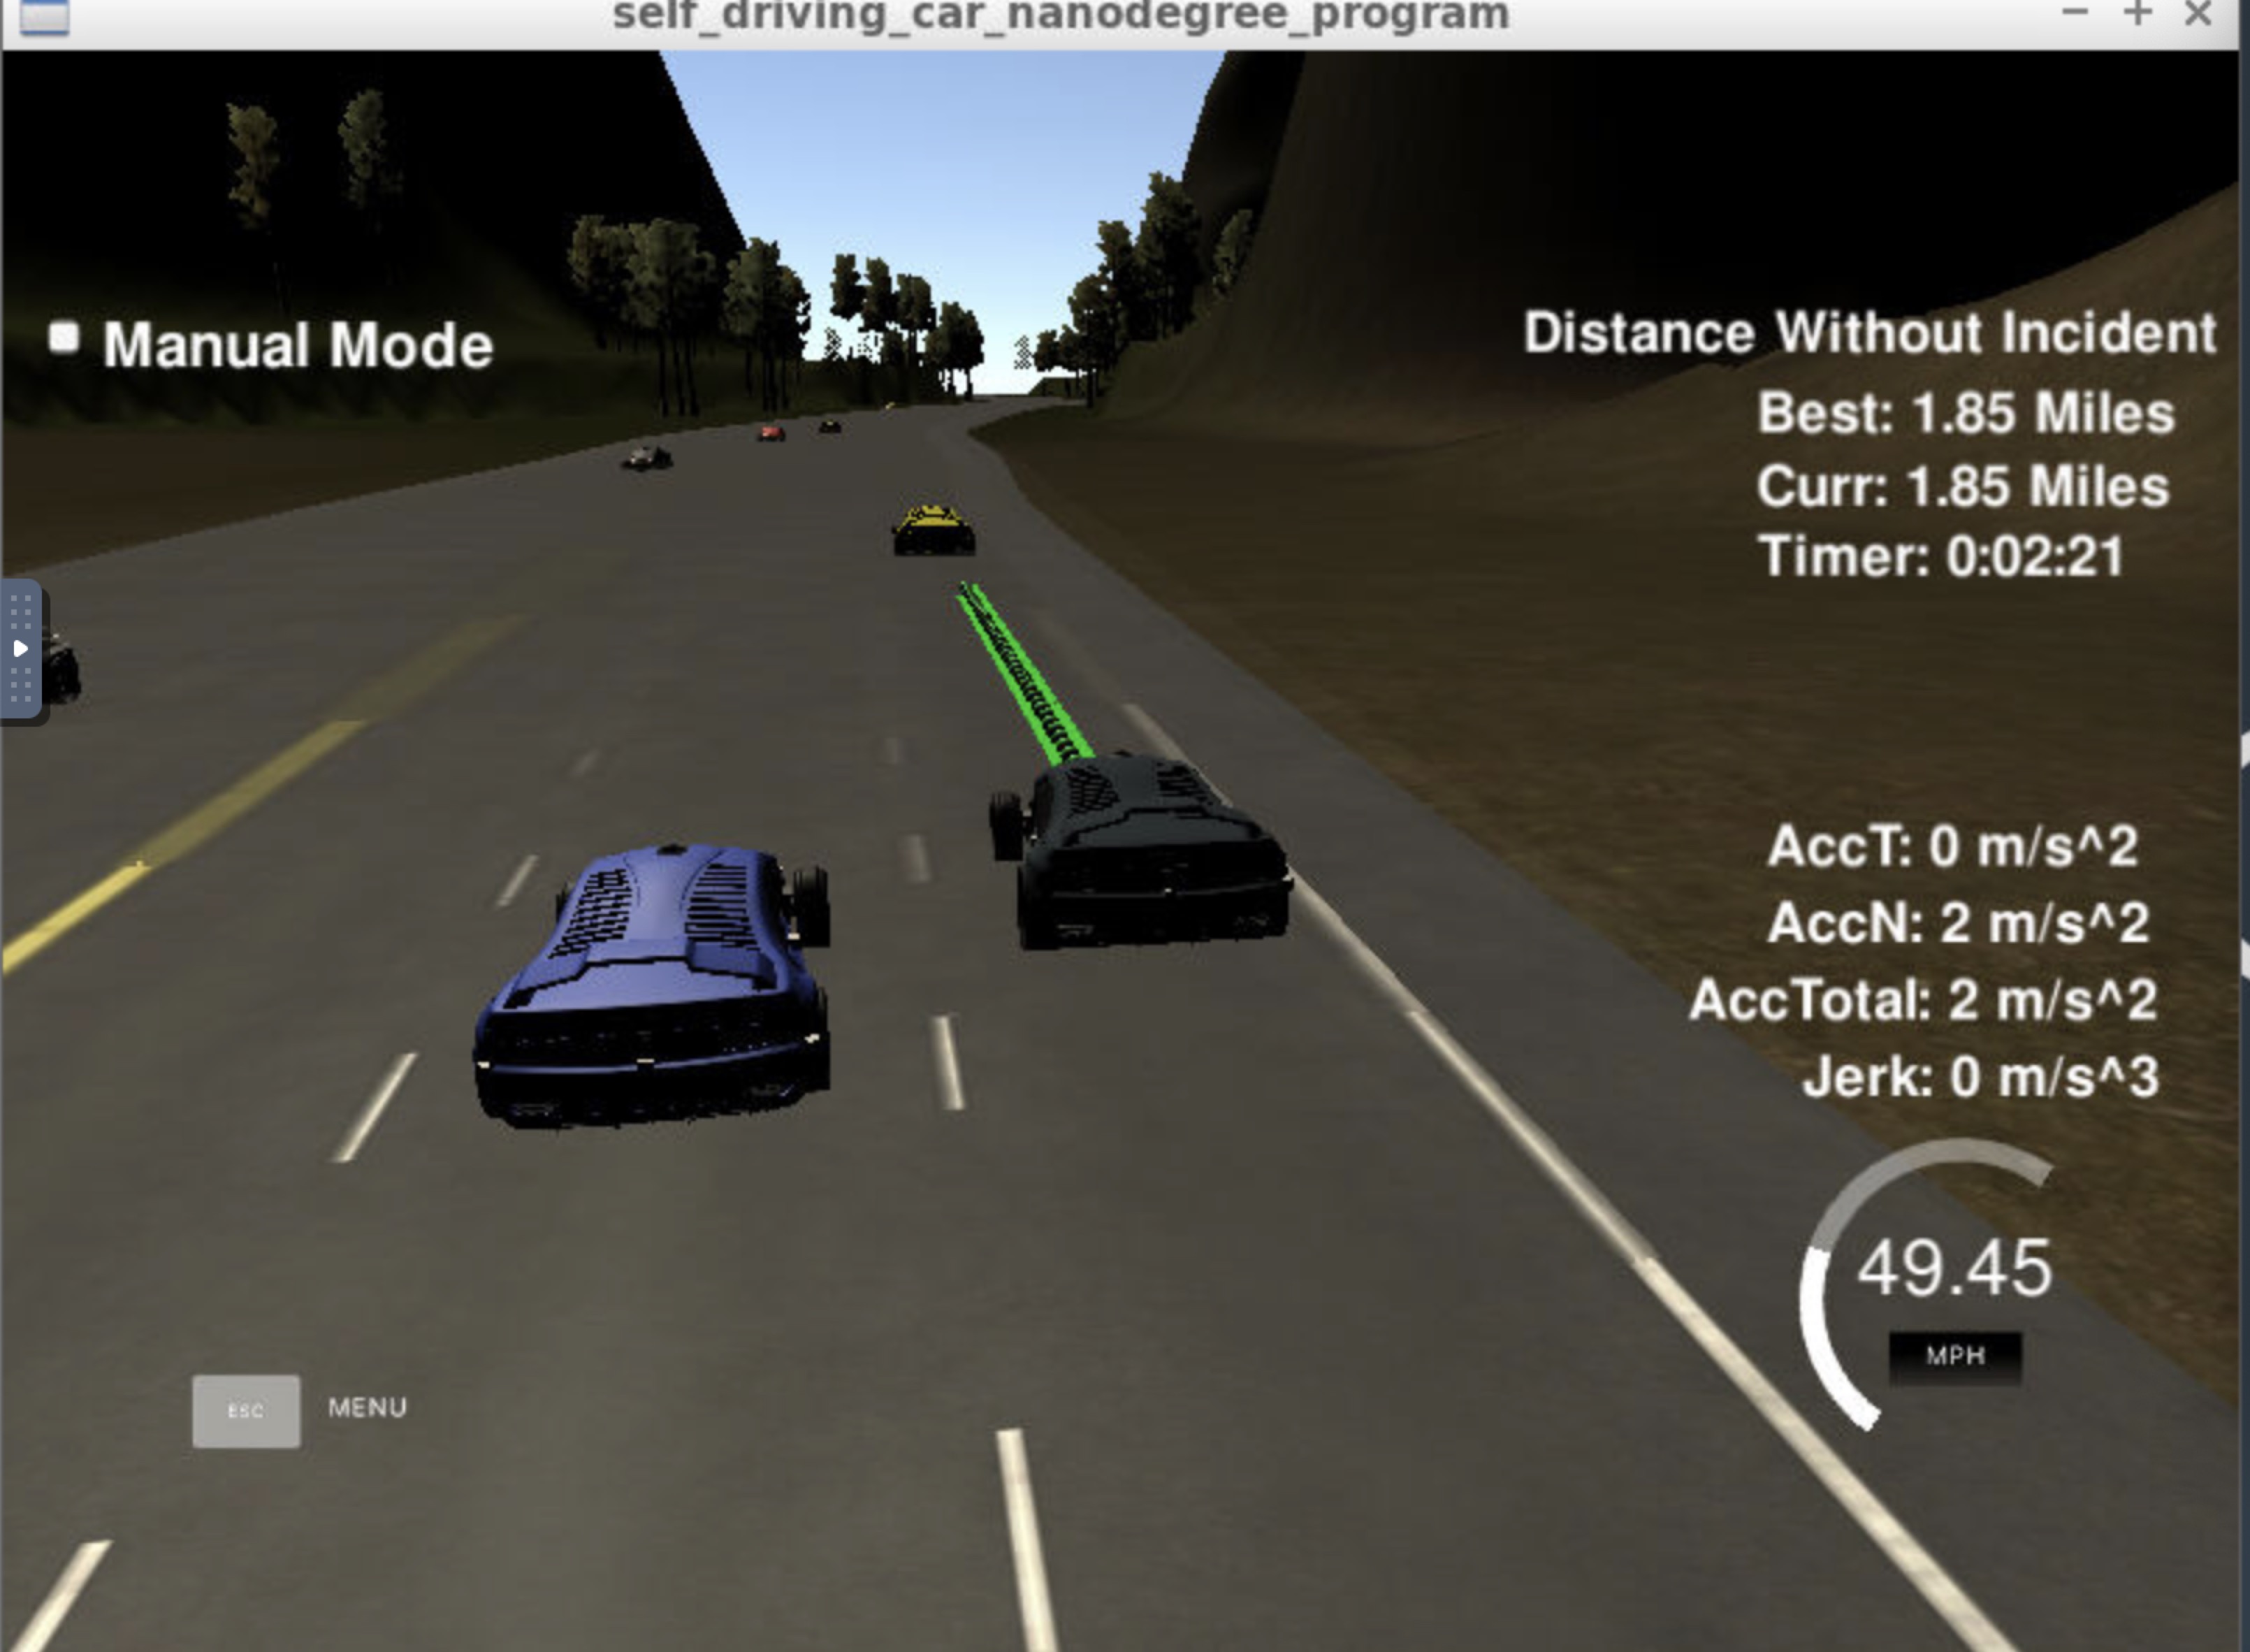 self_driving_car_nanodegree_program
Manual Mode
Distance Without Incident
Best: 1.85 Miles
Curr: 1.85 Miles
Timer: 0:02:21
AccT: 0 m/s^2
AccN: 2 m/s^2
AccTotal: 2 m/s^2
Jerk: 0 m/s^3
49.45
MPH
ESC MENU